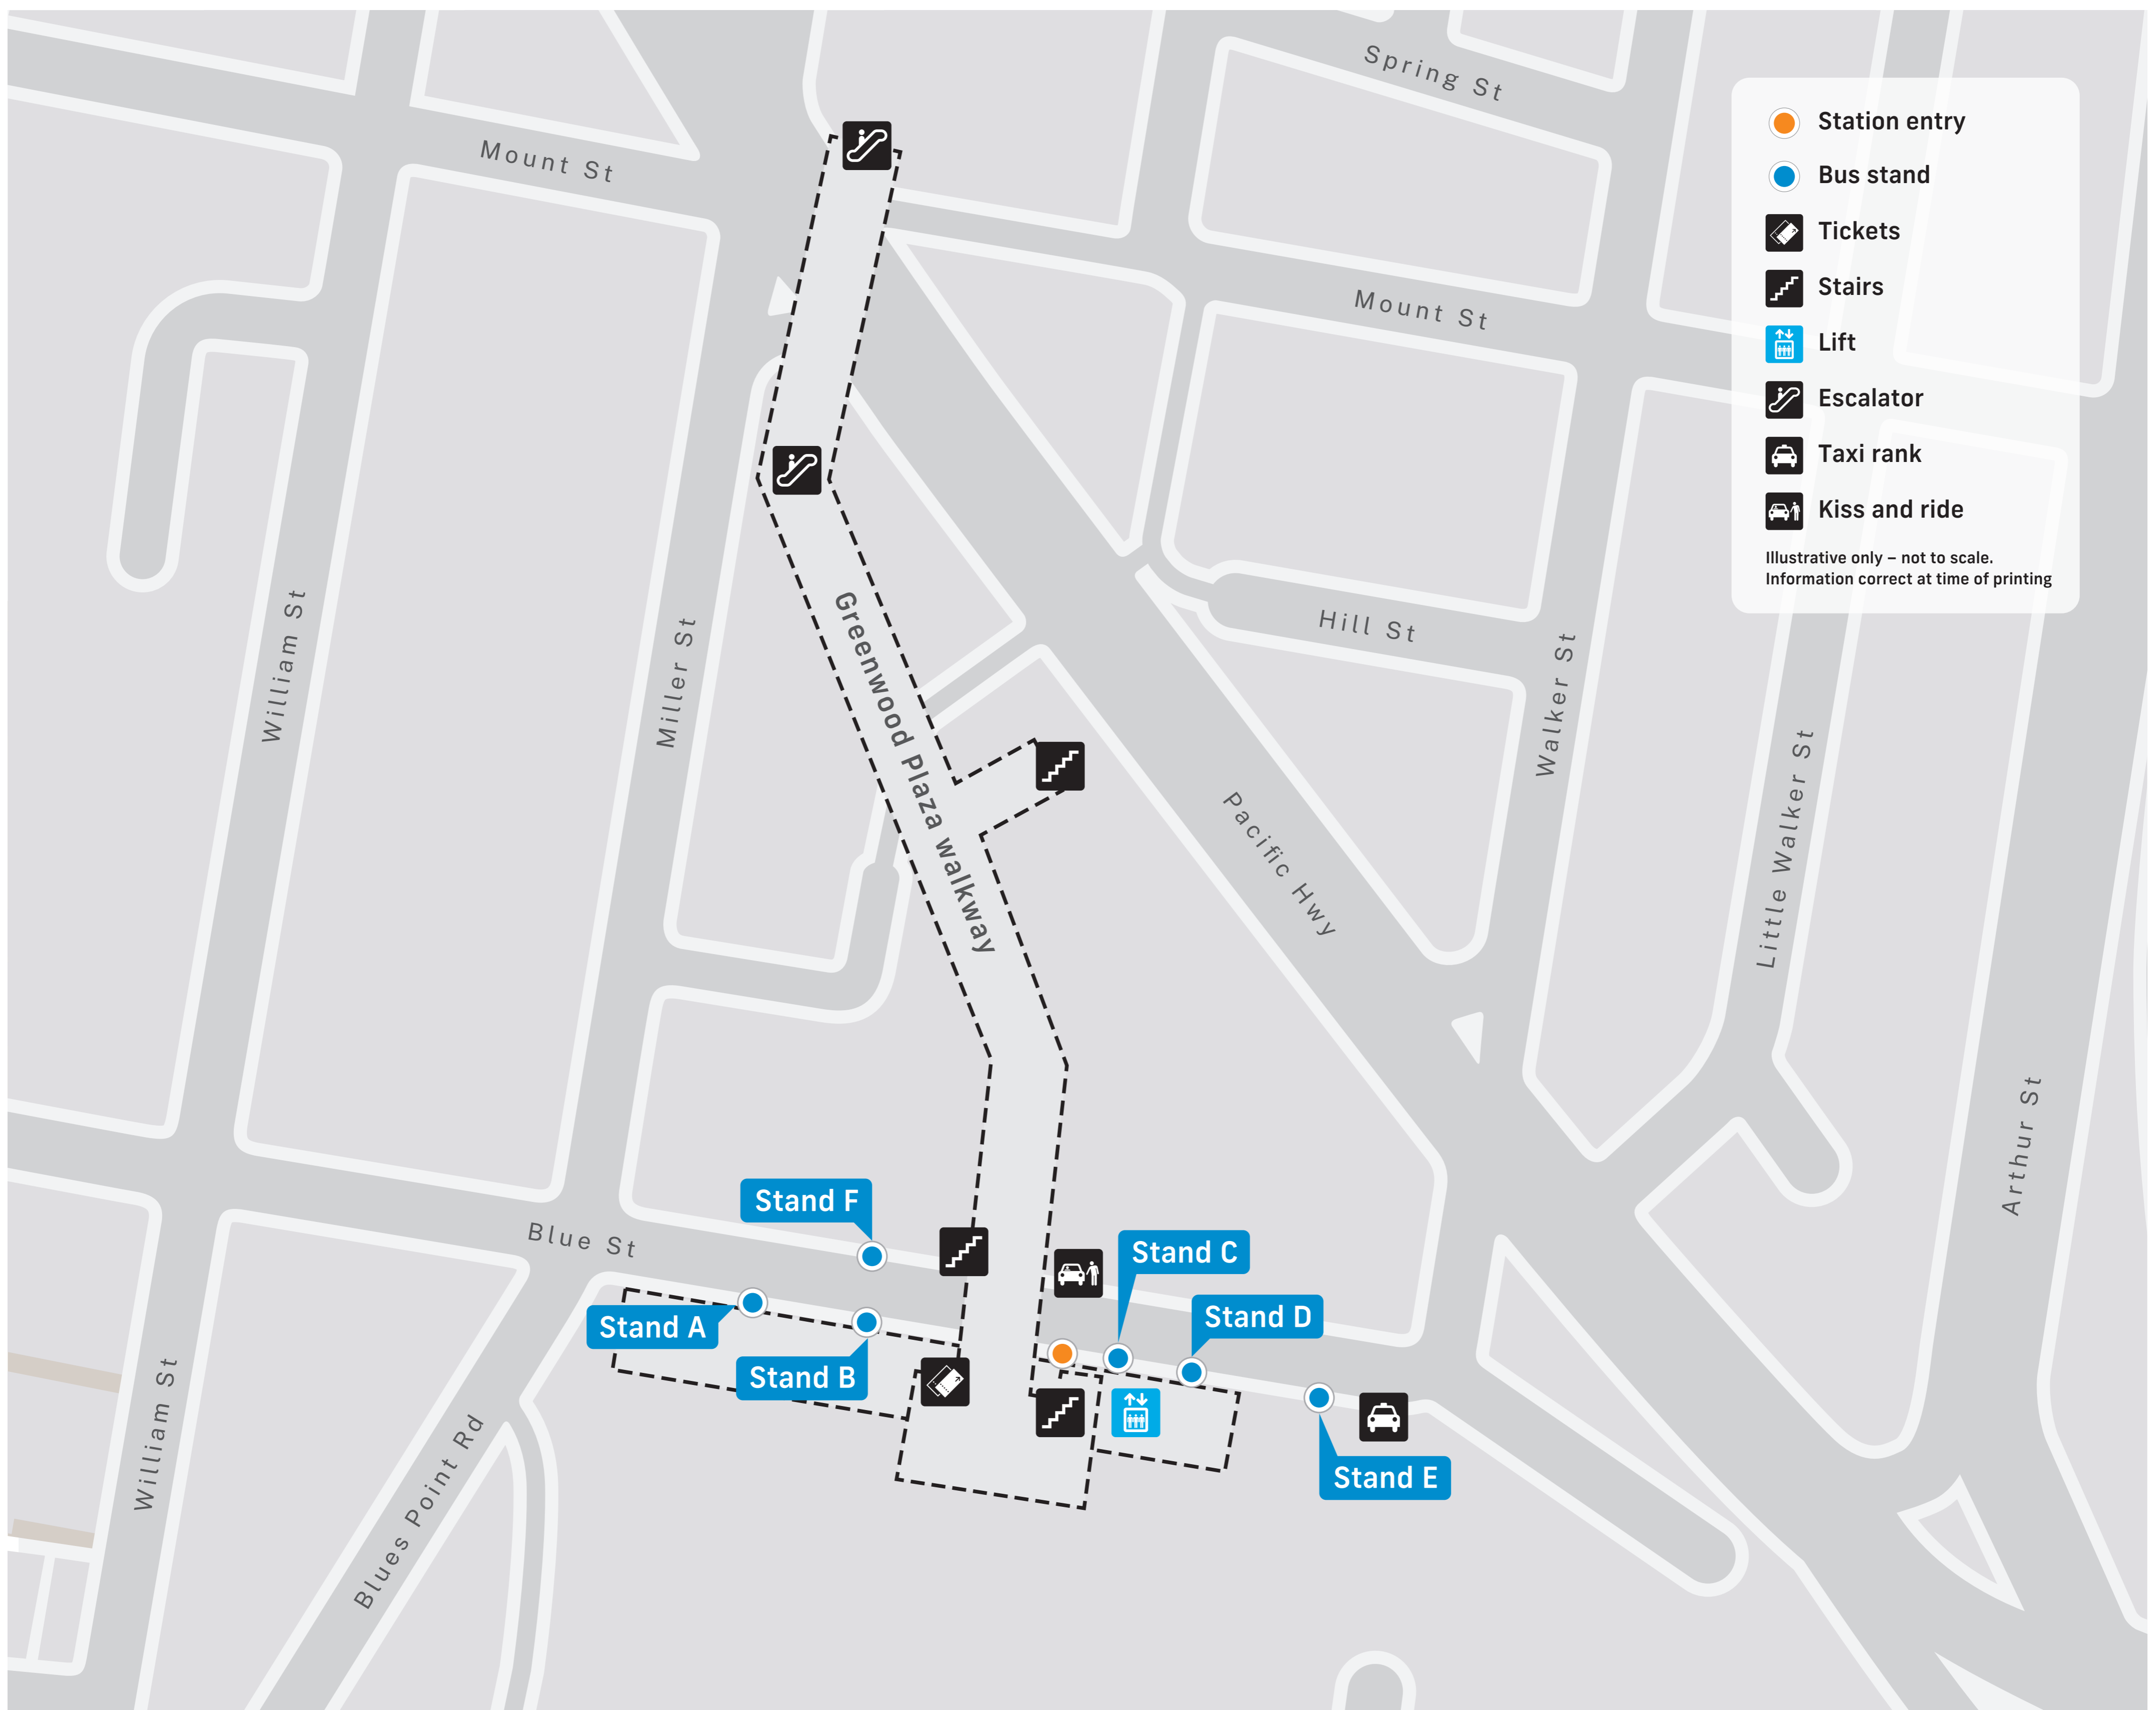 Spring St
Mount St
Mount St
Hill St
William St
Miller St
Walker St
Greenwood Plaza walkway
Pacific Hwy
Little Walker St
Arthur St
Stand F
Blue St
Stand C
Stand D
Stand A
Stand B
Stand E
William St
Blues Point Rd
Station entry
Bus stand
Tickets
Stairs
Lift
Escalator
Taxi rank
Kiss and ride
Illustrative only – not to scale.
Information correct at time of printing